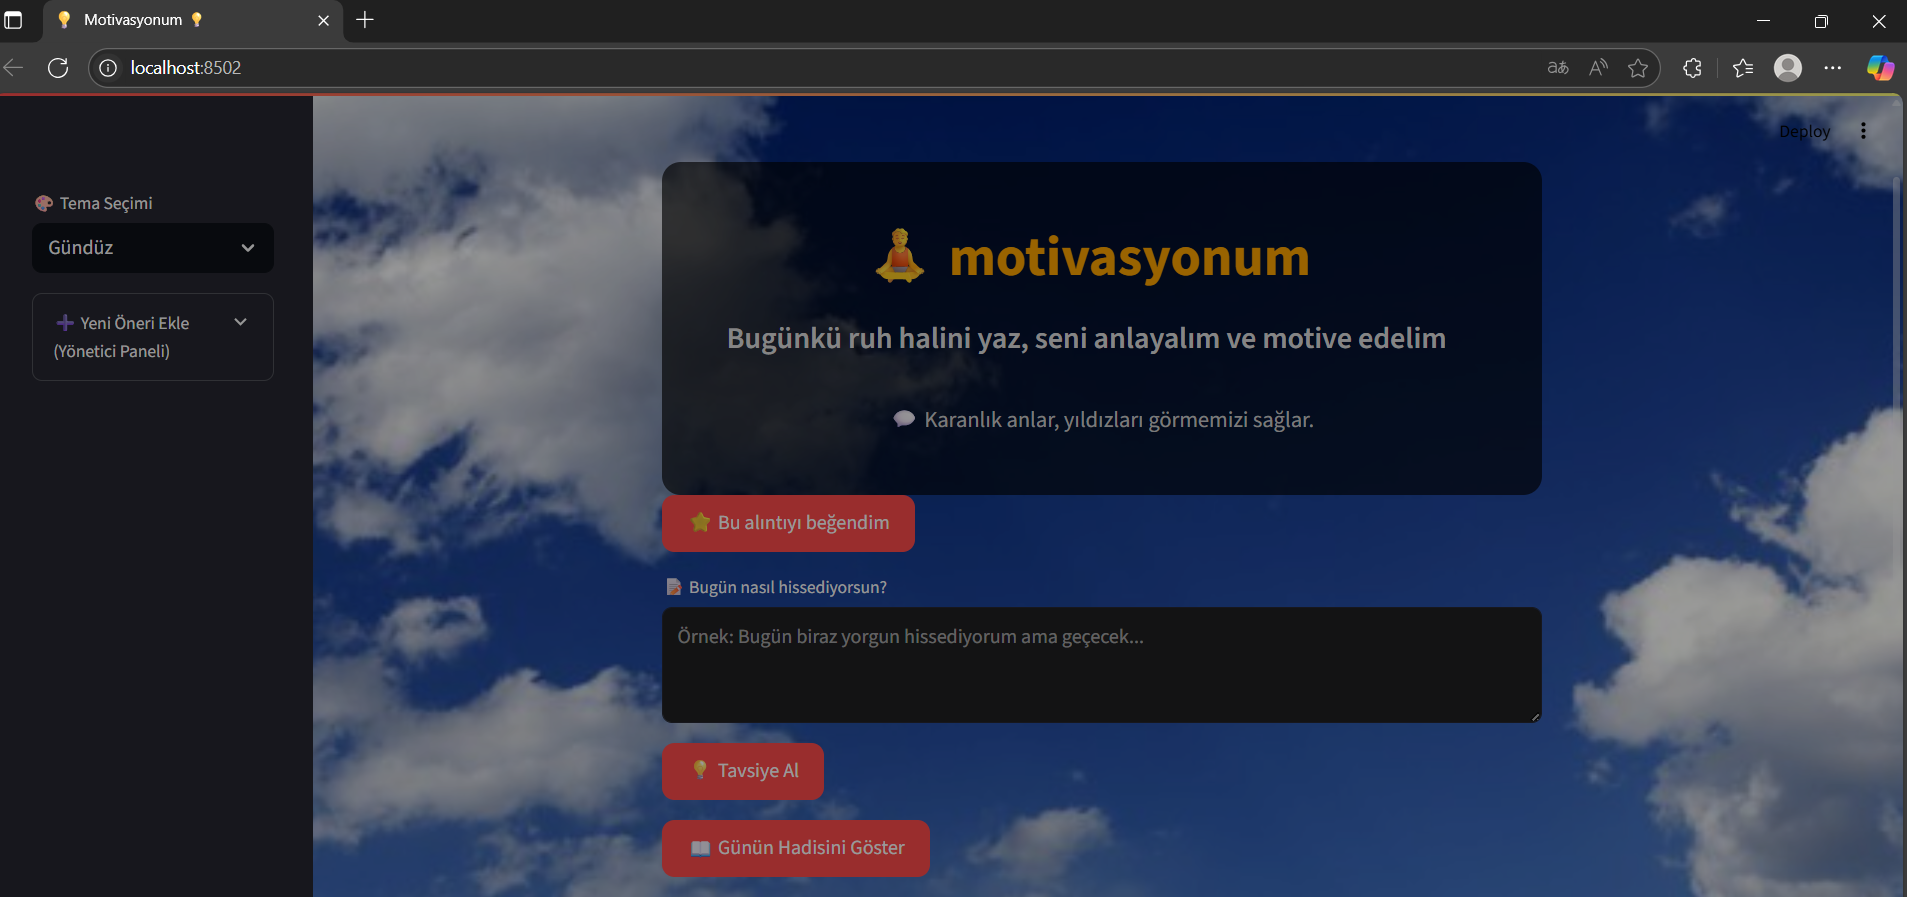 Motivasyonum
localhost:8502
Deploy
Tema Seçimi
Gündüz
Yeni Öneri Ekle
(Yönetici Paneli)
motivasyonum
Bugünkü ruh halini yaz, seni anlayalım ve motive edelim
Karanlık anlar, yıldızları görmemizi sağlar.
Bu alıntıyı beğendim
Bugün nasıl hissediyorsun?
Örnek: Bugün biraz yorgun hissediyorum ama geçecek...
Tavsiye Al
Günün Hadisini Göster